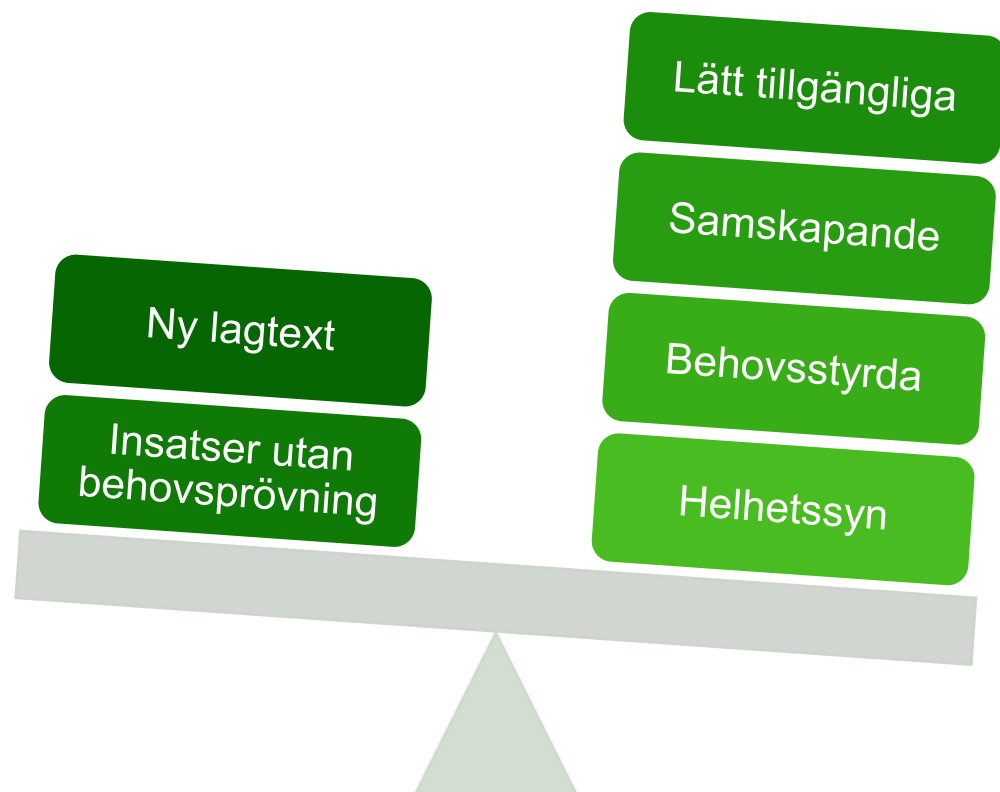 Ny lagtext
Insatser utan
behovsprövning
Lätt tillgängliga
Samskapande
Behovsstyrda
Helhetssyn